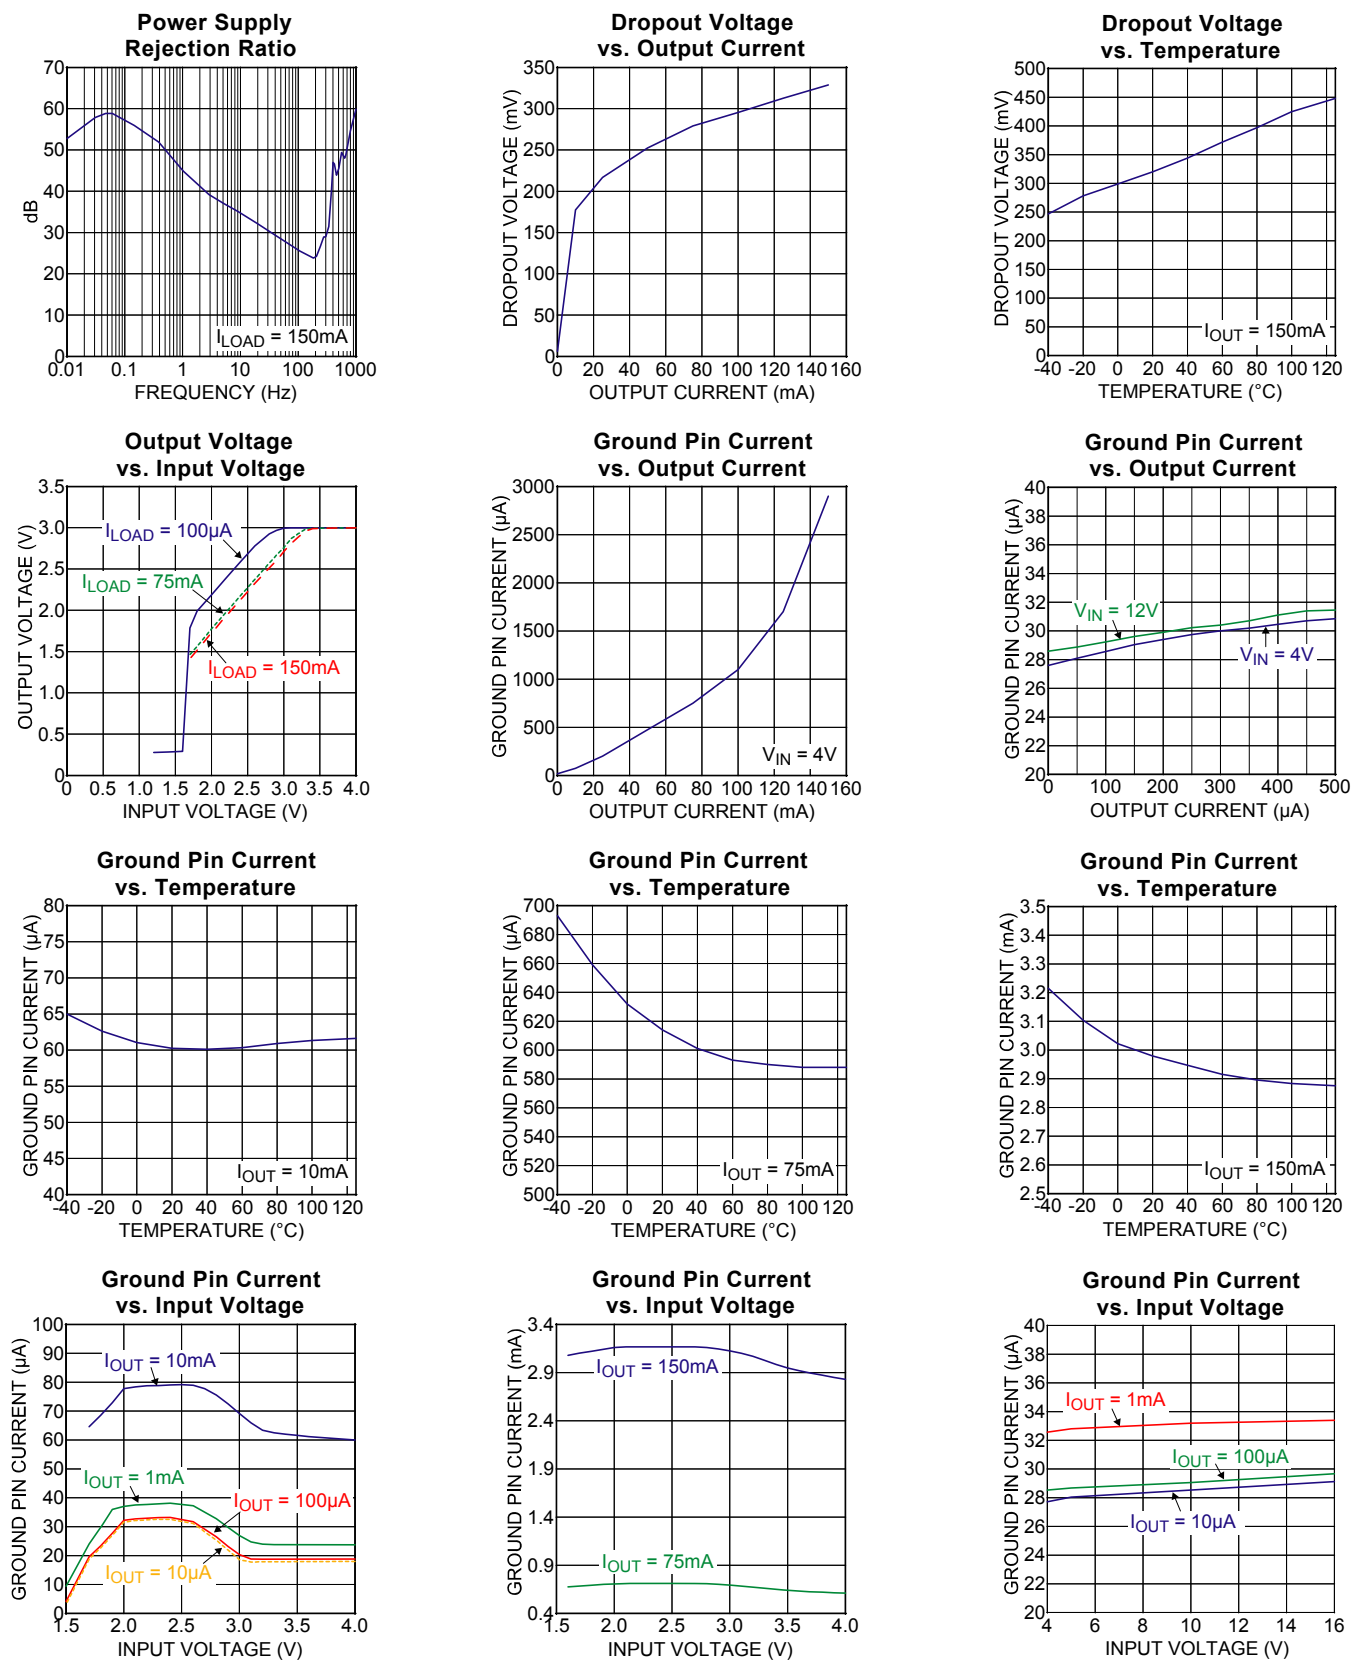 Power Supply
Rejection Ratio
70
60
50
40
30
20
10
0
dB
I_LOAD = 150mA
0.01 0.1 1 10 100 1000
FREQUENCY (Hz)
Dropout Voltage
vs. Output Current
350
300
250
200
150
100
50
0
DROPOUT VOLTAGE (mV)
0 20 40 60 80 100 120 140 160
OUTPUT CURRENT (mA)
Dropout Voltage
vs. Temperature
500
450
400
350
300
250
200
150
100
50
0
DROPOUT VOLTAGE (mV)
I_OUT = 150mA
-40 -20 0 20 40 60 80 100 120
TEMPERATURE (°C)
Output Voltage
vs. Input Voltage
3.5
3.0
2.5
2.0
1.5
1.0
0.5
0
OUTPUT VOLTAGE (V)
I_LOAD = 100µA
I_LOAD = 75mA
I_LOAD = 150mA
0 0.5 1.0 1.5 2.0 2.5 3.0 3.5 4.0
INPUT VOLTAGE (V)
Ground Pin Current
vs. Output Current
3000
2500
2000
1500
1000
500
0
GROUND PIN CURRENT (µA)
V_IN = 4V
0 20 40 60 80 100 120 140 160
OUTPUT CURRENT (mA)
Ground Pin Current
vs. Output Current
40
38
36
34
32
30
28
26
24
22
20
GROUND PIN CURRENT (µA)
V_IN = 12V
V_IN = 4V
0 100 200 300 400 500
OUTPUT CURRENT (µA)
Ground Pin Current
vs. Temperature
80
75
70
65
60
55
50
45
40
GROUND PIN CURRENT (µA)
I_OUT = 10mA
-40 -20 0 20 40 60 80 100 120
TEMPERATURE (°C)
Ground Pin Current
vs. Temperature
700
680
660
640
620
600
580
560
540
520
500
GROUND PIN CURRENT (µA)
I_OUT = 75mA
-40 -20 0 20 40 60 80 100 120
TEMPERATURE (°C)
Ground Pin Current
vs. Temperature
3.5
3.4
3.3
3.2
3.1
3.0
2.9
2.8
2.7
2.6
2.5
GROUND PIN CURRENT (mA)
I_OUT = 150mA
-40 -20 0 20 40 60 80 100 120
TEMPERATURE (°C)
Ground Pin Current
vs. Input Voltage
100
90
80
70
60
50
40
30
20
10
0
GROUND PIN CURRENT (µA)
I_OUT = 10mA
I_OUT = 1mA
I_OUT = 100µA
I_OUT = 10µA
1.5 2.0 2.5 3.0 3.5 4.0
INPUT VOLTAGE (V)
Ground Pin Current
vs. Input Voltage
3.4
2.9
2.4
1.9
1.4
0.9
0.4
GROUND PIN CURRENT (mA)
I_OUT = 150mA
I_OUT = 75mA
1.5 2.0 2.5 3.0 3.5 4.0
INPUT VOLTAGE (V)
Ground Pin Current
vs. Input Voltage
40
38
36
34
32
30
28
26
24
22
20
GROUND PIN CURRENT (µA)
I_OUT = 1mA
I_OUT = 100µA
I_OUT = 10µA
4 6 8 10 12 14 16
INPUT VOLTAGE (V)